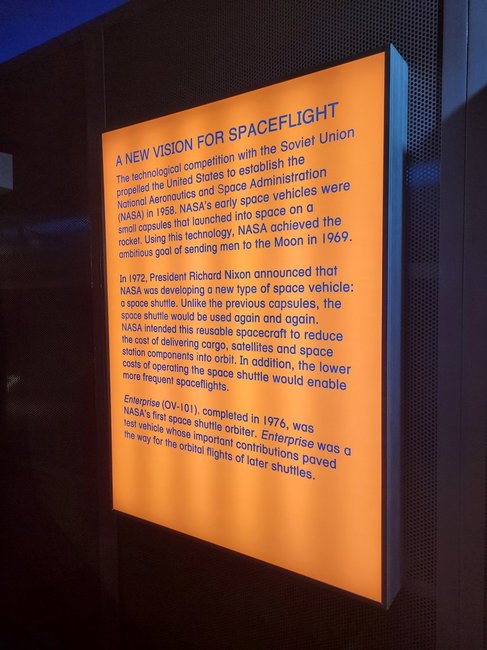 A NEW VISION FOR SPACEFLIGHT
The technological competition with the Soviet Union
propelled the United States to establish the
National Aeronautics and Space Administration
(NASA) in 1958. NASA's early space vehicles were
small capsules that launched into space on a
rocket. Using this technology, NASA achieved the
ambitious goal of sending men to the Moon in 1969.
In 1972, President Richard Nixon announced that
NASA was developing a new type of space vehicle:
a space shuttle. Unlike the previous capsules, the
space shuttle would be used again and again.
NASA intended this reusable spacecraft to reduce
the cost of delivering cargo, satellites and space
station components into orbit. In addition, the lower
costs of operating the space shuttle would enable
more frequent spaceflights.
Enterprise (OV-101), completed in 1976, was
NASA's first space shuttle orbiter. Enterprise was a
test vehicle whose important contributions paved
the way for the orbital flights of later shuttles.